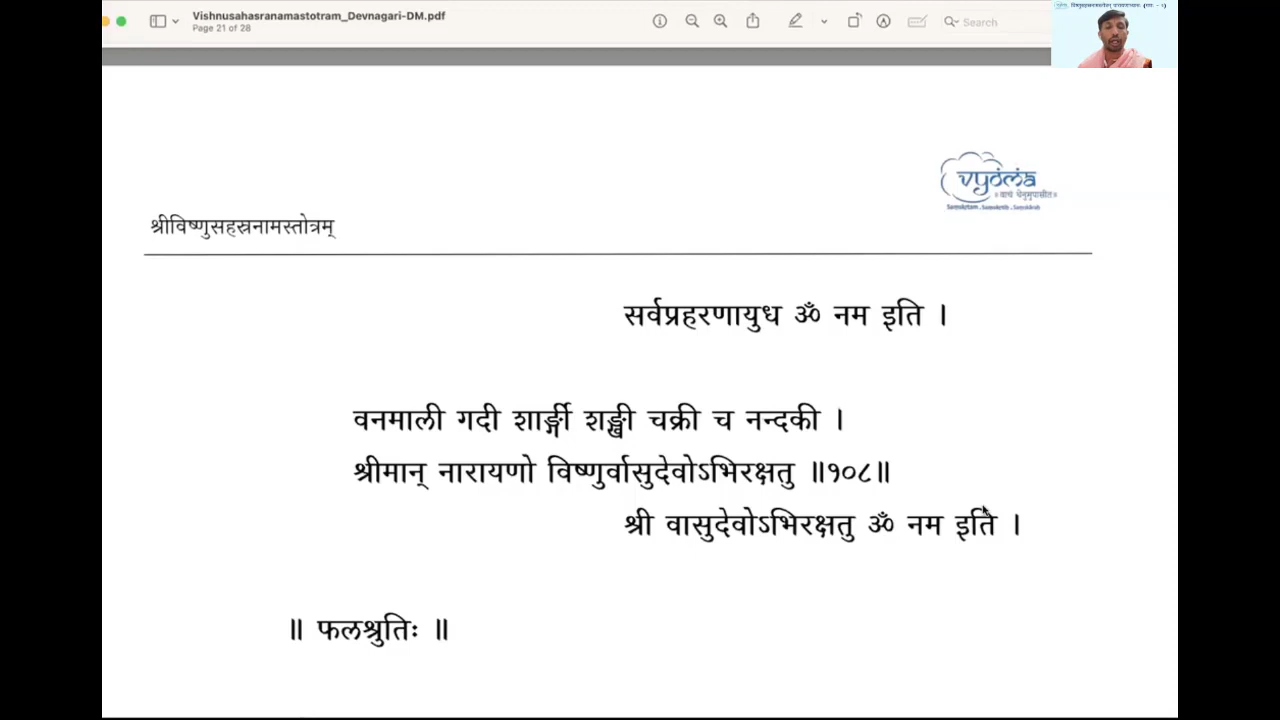 Vishnusahasranamastotram_Devnagari-DM.pdf
Page 21 of 28
Search
vyoma
॥ वाचं धेनुमुपासीत ॥
श्रीविष्णुसहस्रनामस्तोत्रम्
सर्वप्रहरणायुध ॐ नम इति ।
वनमाली गदी शार्ङ्गी शङ्खी चक्री च नन्दकी ।
श्रीमान् नारायणो विष्णुर्वासुदेवोऽभिरक्षतु ॥१०८॥
श्री वासुदेवोऽभिरक्षतु ॐ नम इति ।
॥ फलश्रुतिः ॥